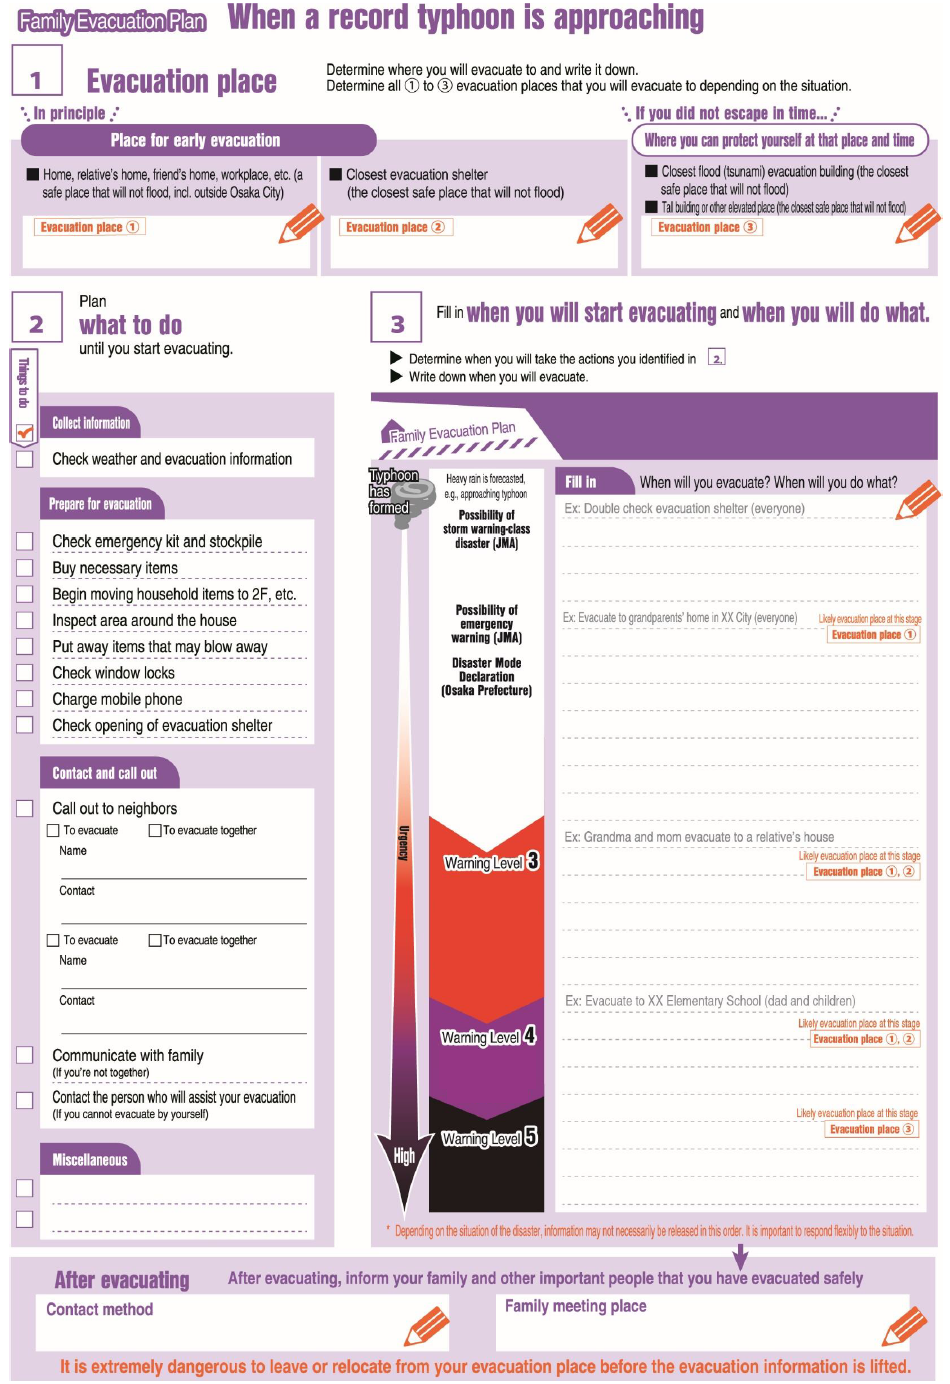 Family Evacuation Plan When a record typhoon is approaching
1 Evacuation place
Determine where you will evacuate to and write it down.
Determine all ① to ③ evacuation places that you will evacuate to depending on the situation.
In principle
Place for early evacuation
■ Home, relative's home, friend's home, workplace, etc. (a
safe place that will not flood, incl. outside Osaka City)
Evacuation place ①
■ Closest evacuation shelter
(the closest safe place that will not flood)
Evacuation place ②
If you did not escape in time...
Where you can protect yourself at that place and time
■ Closest flood (tsunami) evacuation building (the closest
safe place that will not flood)
■ Tal building or other elevated place (the closest safe place that will not flood)
Evacuation place ③
2
Plan
what to do
until you start evacuating.
Things to do
Collect information
Check weather and evacuation information
Prepare for evacuation
Check emergency kit and stockpile
Buy necessary items
Begin moving household items to 2F, etc.
Inspect area around the house
Put away items that may blow away
Check window locks
Charge mobile phone
Check opening of evacuation shelter
Contact and call out
Call out to neighbors
To evacuate To evacuate together
Name
Contact
To evacuate To evacuate together
Name
Contact
Communicate with family
(If you're not together)
Contact the person who will assist your evacuation
(If you cannot evacuate by yourself)
Miscellaneous
3 Fill in when you will start evacuating and when you will do what.
▶ Determine when you will take the actions you identified in 2.
▶ Write down when you will evacuate.
Family Evacuation Plan
Typhoon
has
formed
Urgency
High
Heavy rain is forecasted,
e.g., approaching typhoon
Possibility of
storm warning-class
disaster (JMA)
Possibility of
emergency
warning (JMA)
Disaster Mode
Declaration
(Osaka Prefecture)
Warning Level 3
Warning Level 4
Warning Level 5
Fill in When will you evacuate? When will you do what?
Ex: Double check evacuation shelter (everyone)
Ex: Evacuate to grandparents' home in XX City (everyone)
Likely evacuation place at this stage
Evacuation place ①
Ex: Grandma and mom evacuate to a relative's house
Likely evacuation place at this stage
Evacuation place ①, ②
Ex: Evacuate to XX Elementary School (dad and children)
Likely evacuation place at this stage
Evacuation place ①, ②
Likely evacuation place at this stage
Evacuation place ③
* Depending on the situation of the disaster, information may not necessarily be released in this order. It is important to respond flexibly to the situation.
After evacuating After evacuating, inform your family and other important people that you have evacuated safely
Contact method
Family meeting place
It is extremely dangerous to leave or relocate from your evacuation place before the evacuation information is lifted.